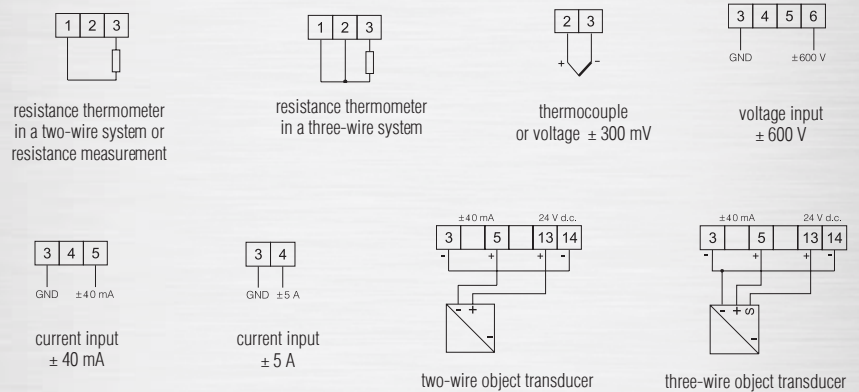 1 2 3
resistance thermometer
in a two-wire system or
resistance measurement
1 2 3
resistance thermometer
in a three-wire system
2 3
+ -
thermocouple
or voltage ± 300 mV
3 4 5 6
GND ±600 V
voltage input
± 600 V
3 4 5
GND ±40 mA
current input
± 40 mA
3 4
GND ±5 A
current input
± 5 A
±40 mA 24 V d.c.
3 5 13 14
- + + -
- +
-
two-wire object transducer
±40 mA 24 V d.c.
3 5 13 14
- + + -
- + S
-
three-wire object transducer